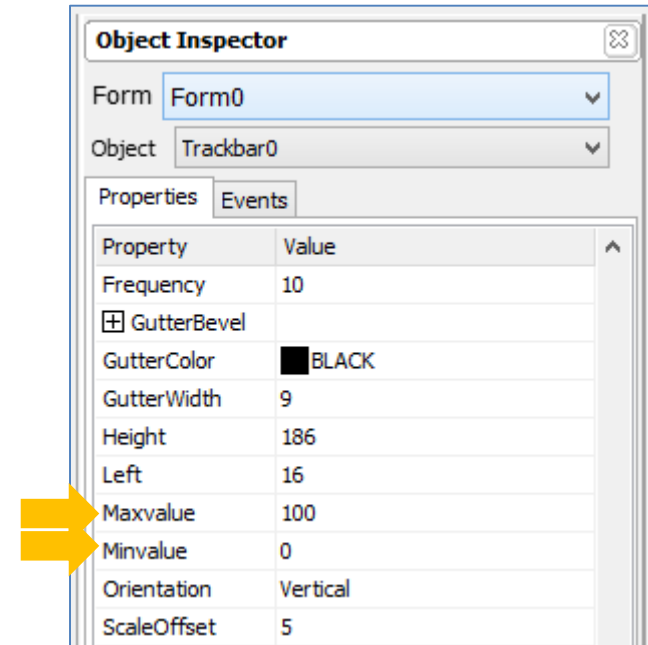 Object Inspector
Form Form0
Object Trackbar0
Properties Events
Property Value
Frequency 10
GutterBevel
GutterColor BLACK
GutterWidth 9
Height 186
Left 16
Maxvalue 100
Minvalue 0
Orientation Vertical
ScaleOffset 5